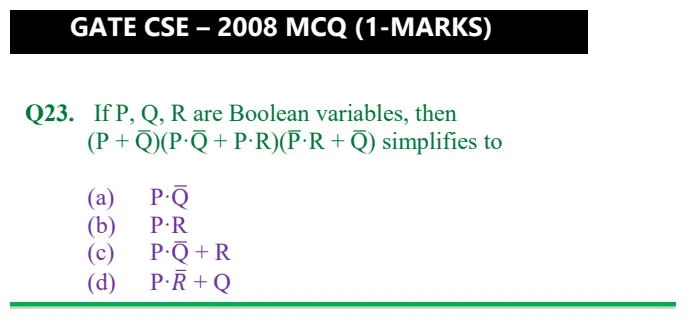 GATE CSE – 2008 MCQ (1-MARKS)
Q23. If P, Q, R are Boolean variables, then
(P + Q̅)(P·Q̅ + P·R)(P̅·R + Q̅) simplifies to
(a) P·Q̅
(b) P·R
(c) P·Q̅ + R
(d) P·R̅ + Q